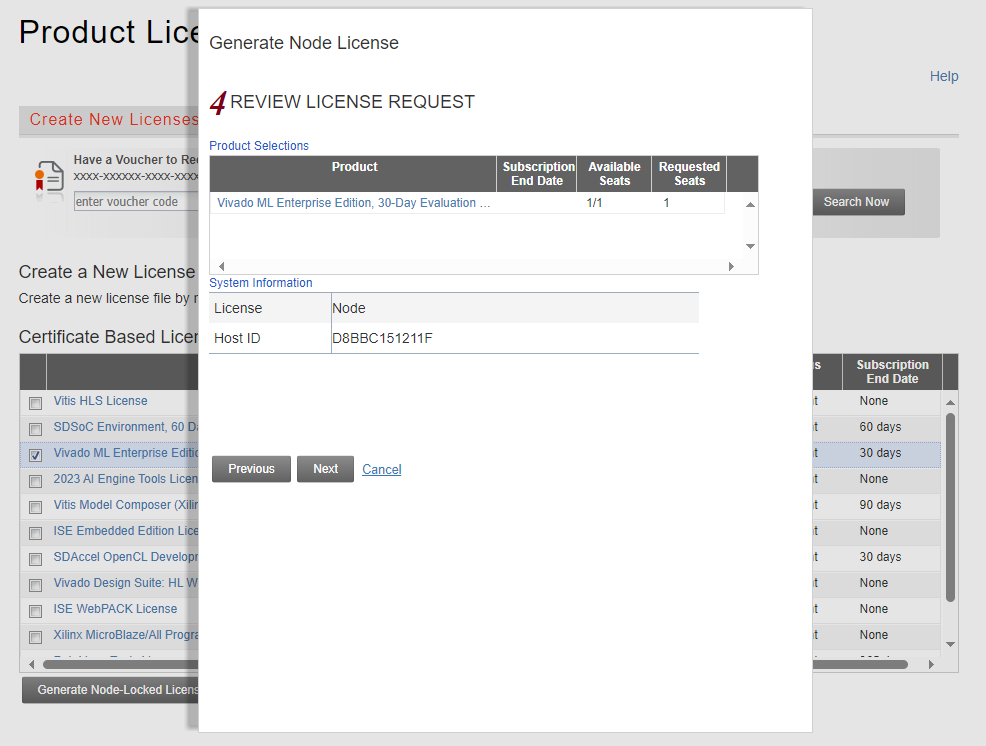 Product Lice
Help
Create New Licenses
Have a Voucher to Re
xxxx-xxxxxx-xxxx-xxx
enter voucher code
Search Now
Create a New License
Create a new license file by
Certificate Based Licen
Subscription
End Date
Vitis HLS License
None
SDSoC Environment, 60 Da
60 days
Vivado ML Enterprise Editio
30 days
2023 AI Engine Tools Licen
None
Vitis Model Composer (Xilin
90 days
ISE Embedded Edition Lice
None
SDAccel OpenCL Developr
30 days
Vivado Design Suite: HL W
None
ISE WebPACK License
None
Xilinx MicroBlaze/All Progra
None
Generate Node-Locked Licens
Generate Node License
4 REVIEW LICENSE REQUEST
Product Selections
Product
Subscription
End Date
Available
Seats
Requested
Seats
Vivado ML Enterprise Edition, 30-Day Evaluation ...
1/1
1
System Information
License
Node
Host ID
D8BBC151211F
Previous
Next
Cancel